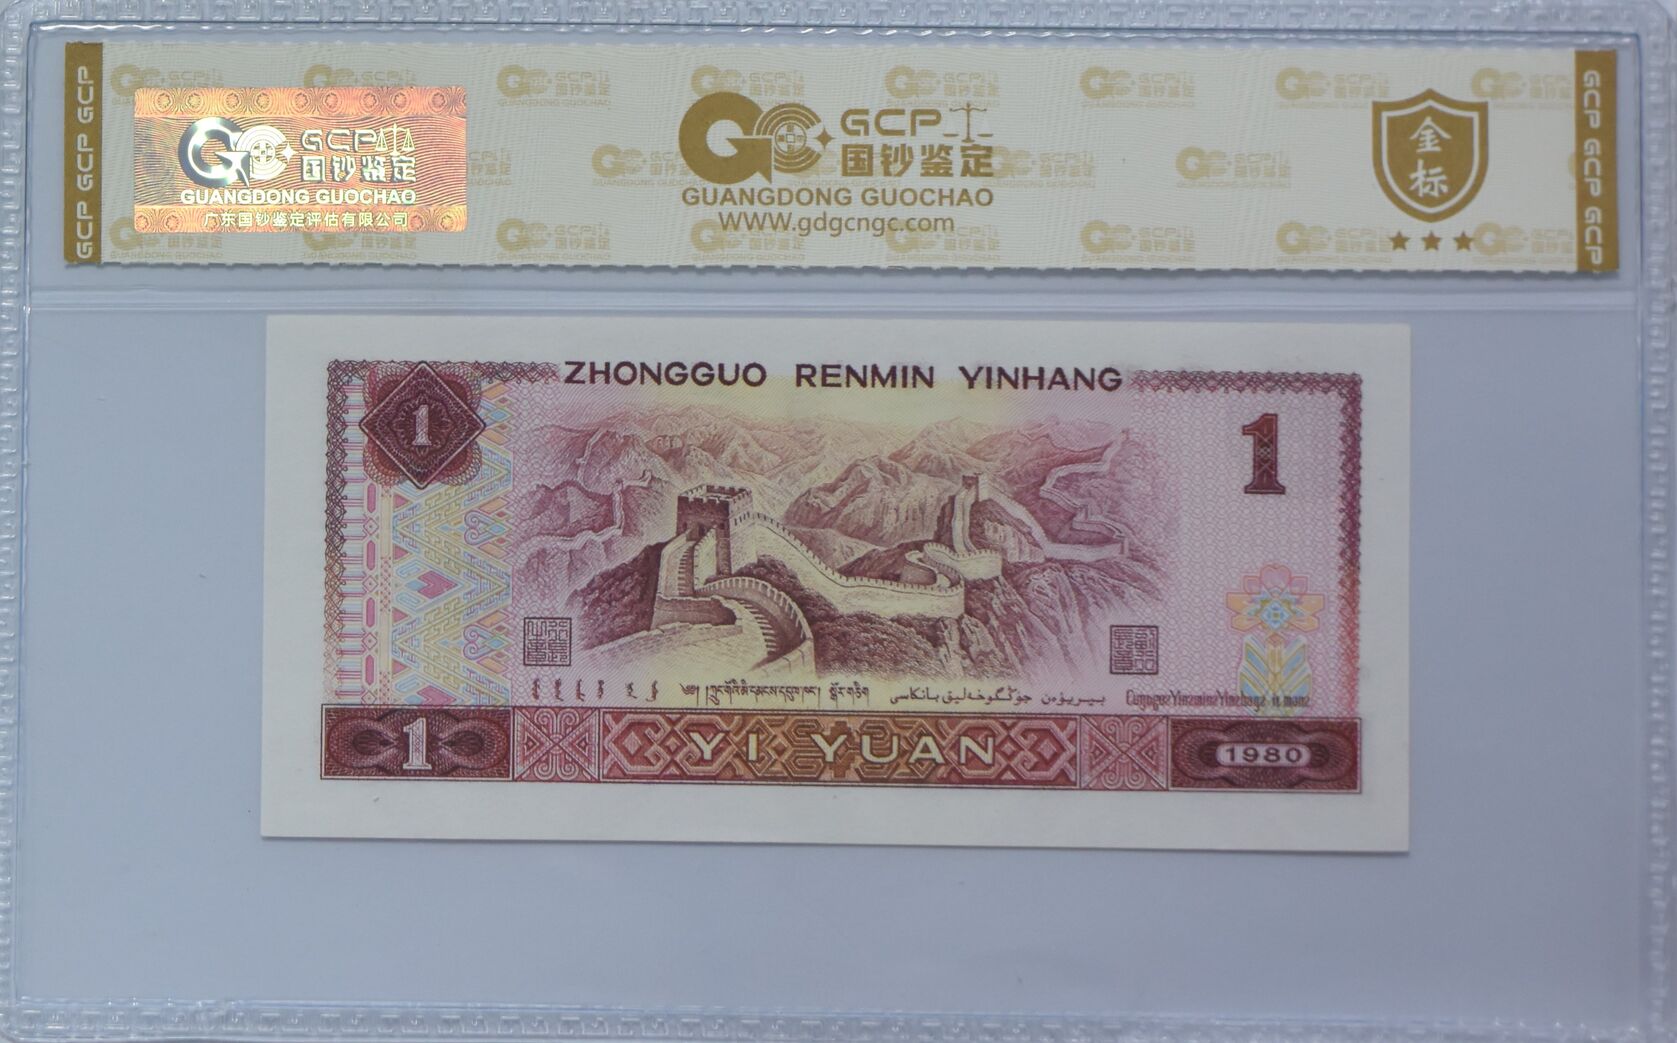 GCP GCP GCP
GCP
国钞鉴定
GUANGDONG GUOCHAO
广东国钞鉴定评估有限公司
GCP
国钞鉴定
GUANGDONG GUOCHAO
WWW.gdgcngc.com
金
标
GCP GCP GCP
ZHONGGUO RENMIN YINHANG
1
1
1 YI YUAN 1980